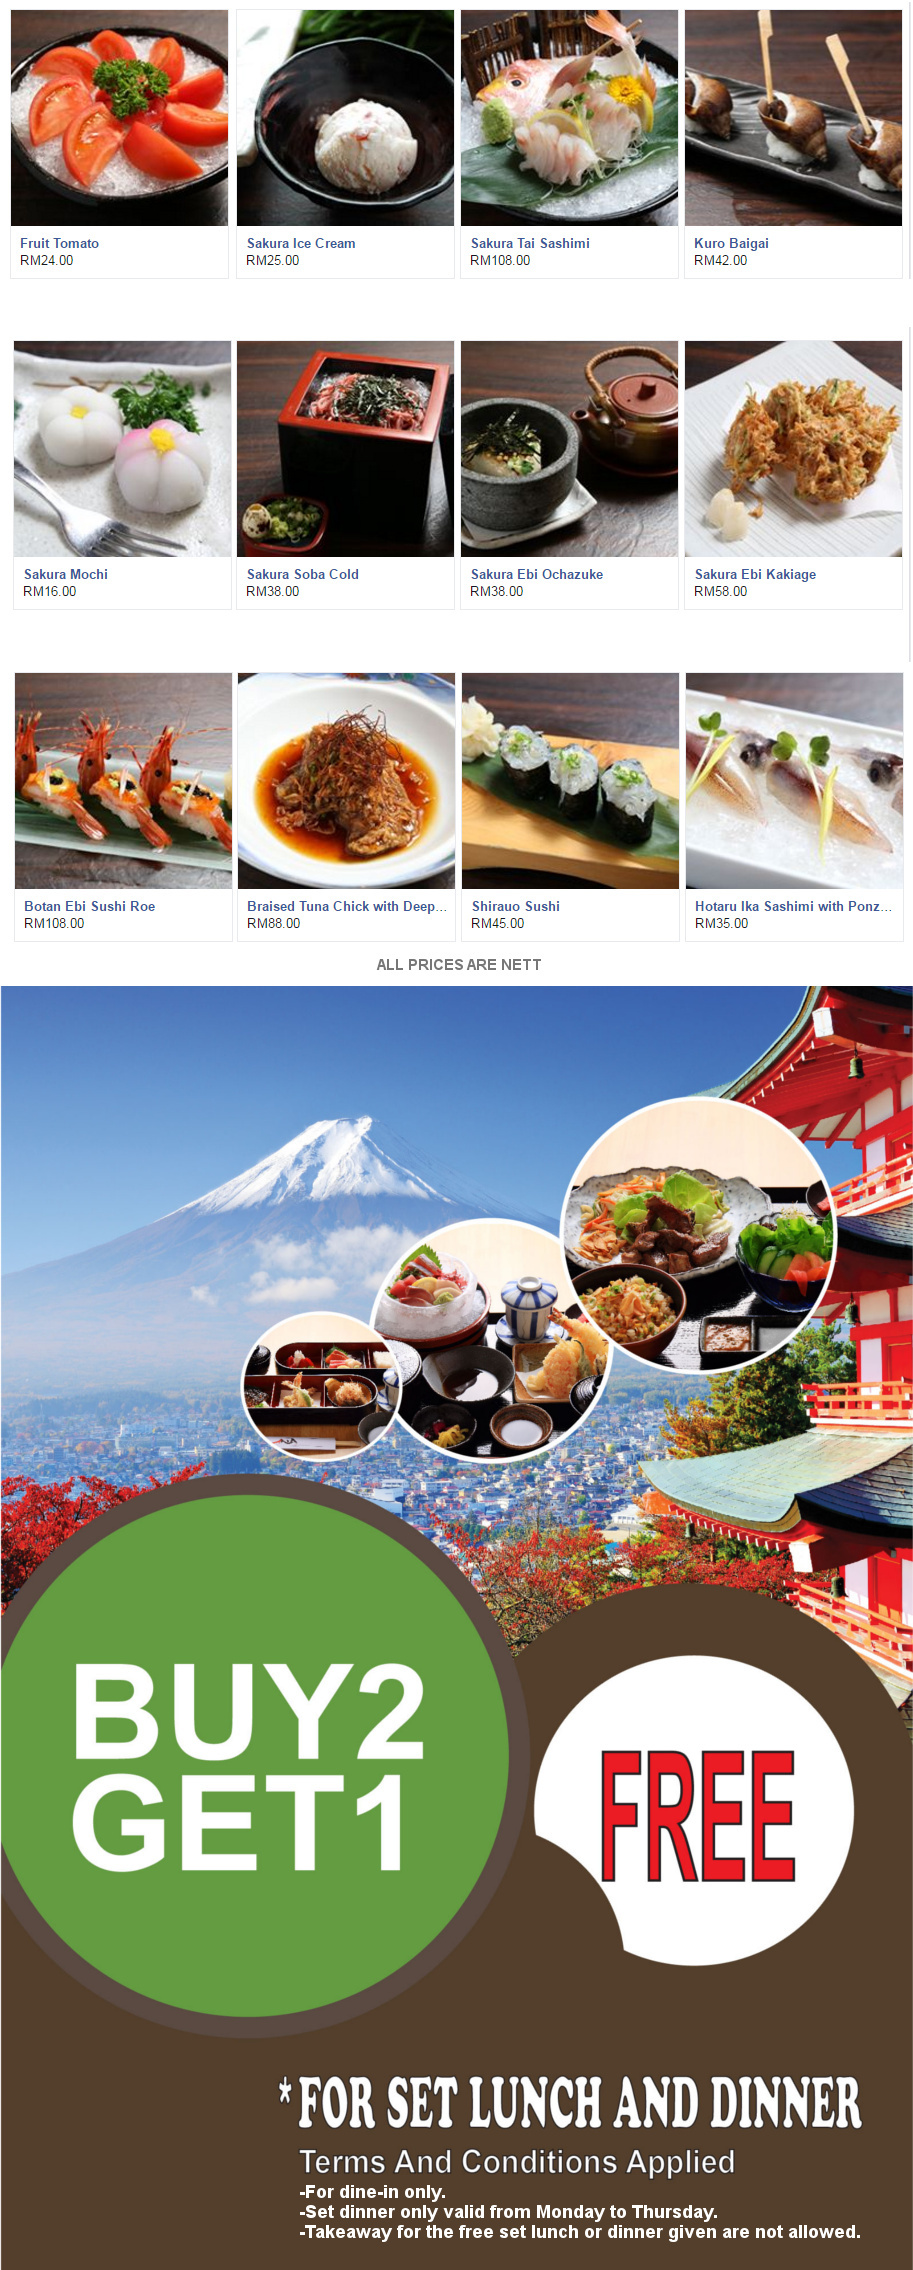 Fruit Tomato
RM24.00
Sakura Ice Cream
RM25.00
Sakura Tai Sashimi
RM108.00
Kuro Baigai
RM42.00
Sakura Mochi
RM16.00
Sakura Soba Cold
RM38.00
Sakura Ebi Ochazuke
RM38.00
Sakura Ebi Kakiage
RM58.00
Botan Ebi Sushi Roe
RM108.00
Braised Tuna Chick with Deep...
RM88.00
Shirauo Sushi
RM45.00
Hotaru Ika Sashimi with Ponz...
RM35.00
ALL PRICES ARE NETT
BUY2
GET1
FREE
*FOR SET LUNCH AND DINNER
Terms And Conditions Applied
-For dine-in only.
-Set dinner only valid from Monday to Thursday.
-Takeaway for the free set lunch or dinner given are not allowed.